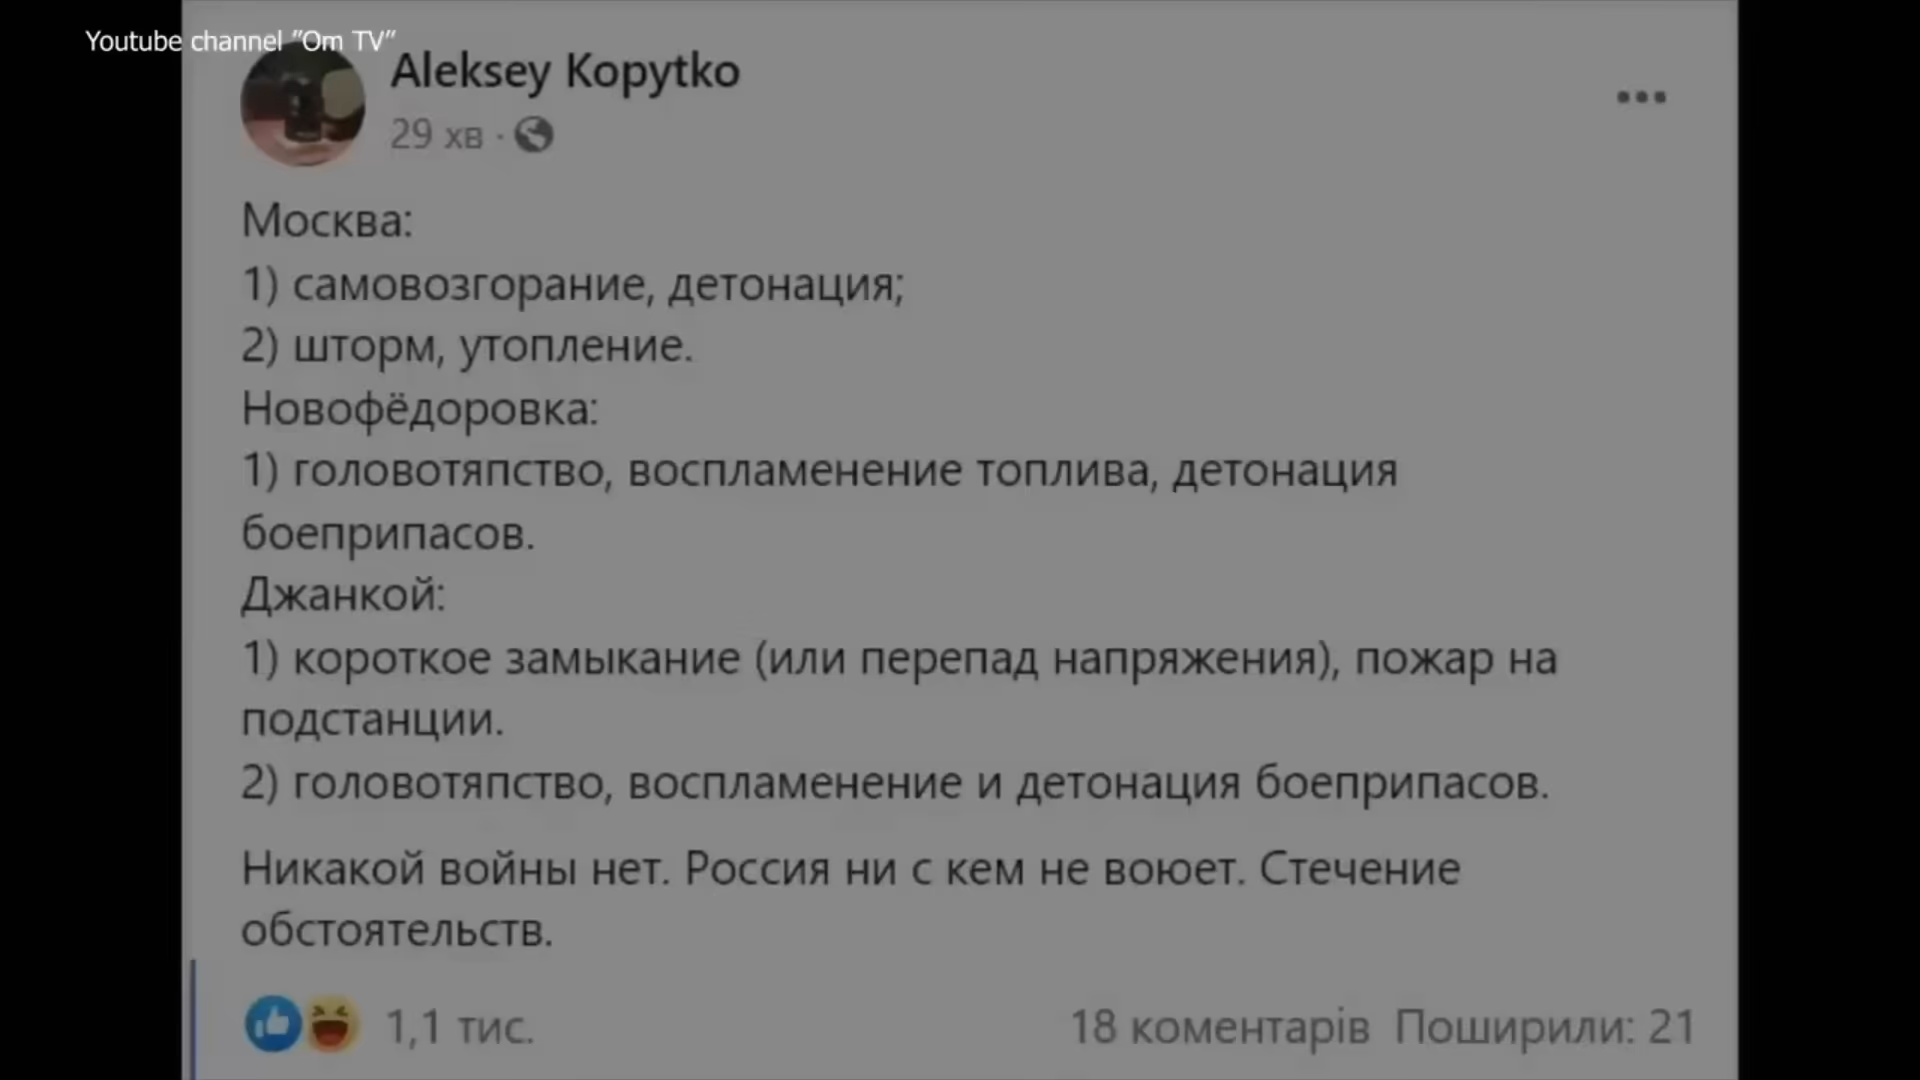 Youtube channel "Om TV"
Aleksey Kopytko
29 хв ·
Москва:
1) самовозгорание, детонация;
2) шторм, утопление.
Новофёдоровка:
1) головотяпство, воспламенение топлива, детонация
боеприпасов.
Джанкой:
1) короткое замыкание (или перепад напряжения), пожар на
подстанции.
2) головотяпство, воспламенение и детонация боеприпасов.
Никакой войны нет. Россия ни с кем не воюет. Стечение
обстоятельств.
1,1 тис. 18 коментарів Поширили: 21